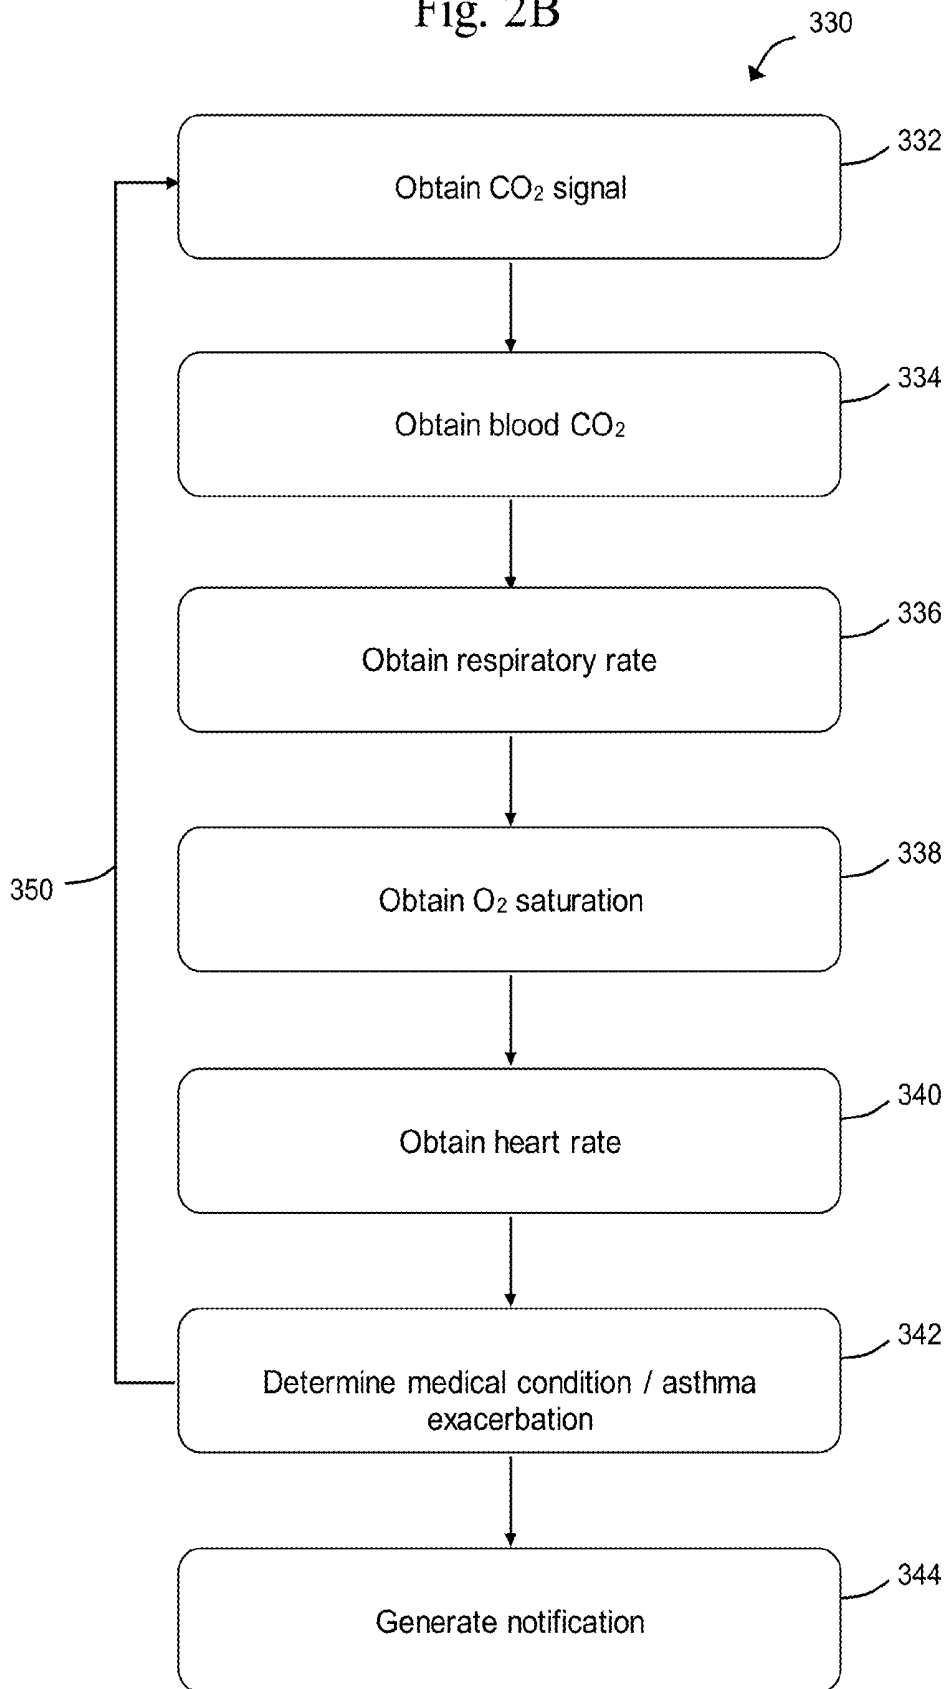 Fig. 2B
330
332
Obtain CO₂ signal
334
Obtain blood CO₂
336
Obtain respiratory rate
338
350
Obtain O₂ saturation
340
Obtain heart rate
342
Determine medical condition / asthma
exacerbation
344
Generate notification